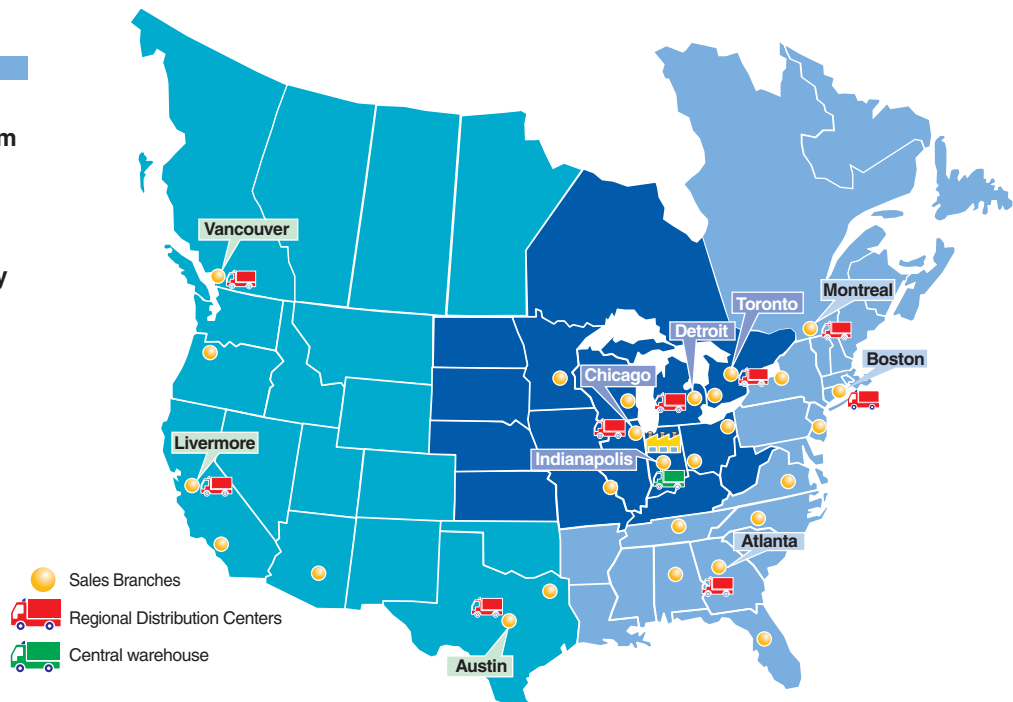 m
y
Vancouver
Montreal
Toronto
Detroit
Boston
Chicago
Livermore
Indianapolis
Atlanta
Sales Branches
Regional Distribution Centers
Central warehouse
Austin